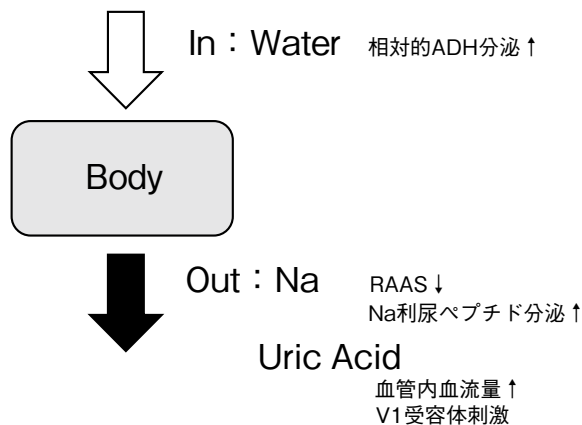 In：Water 相対的ADH分泌↑
Body
Out：Na RAAS↓
Na利尿ペプチド分泌↑
Uric Acid
血管内血流量↑
V1受容体刺激